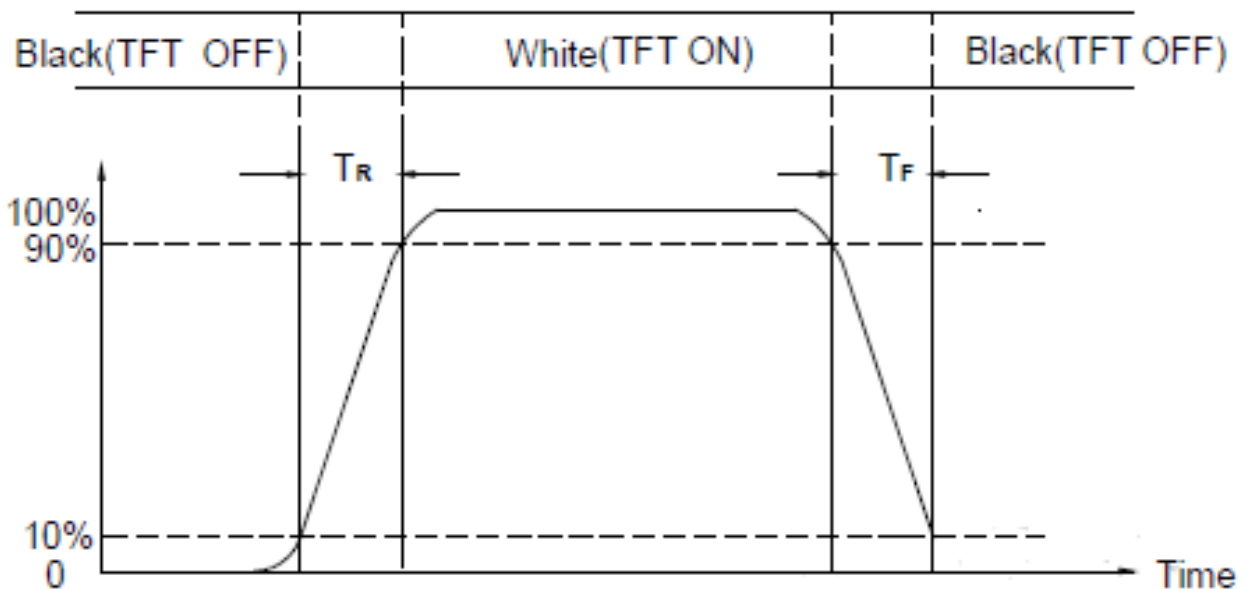 Black(TFT OFF) White(TFT ON) Black(TFT OFF)
TR TF
100%
90%
10%
0
Time